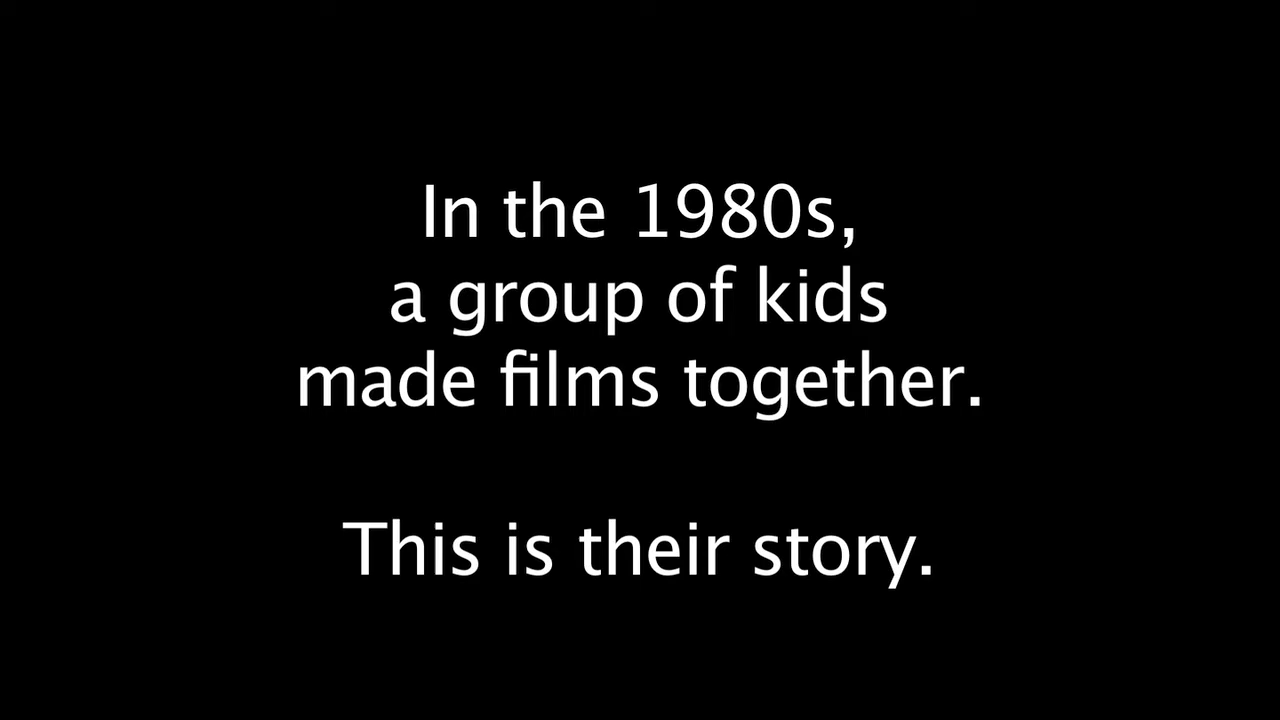 In the 1980s,
a group of kids
made films together.
This is their story.